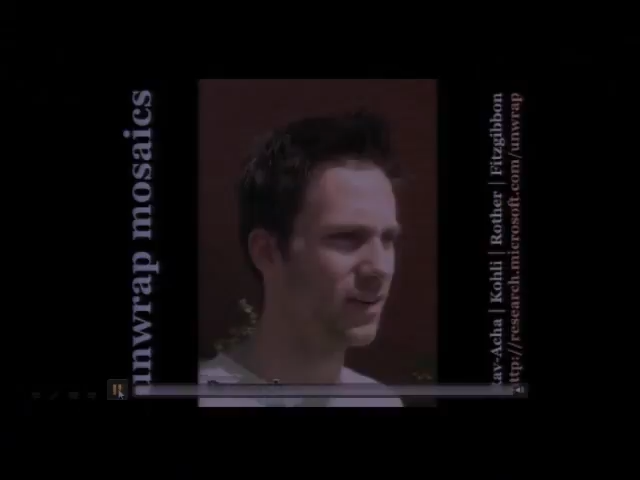 unwrap mosaics
Rav-Acha | Kohli | Rother | Fitzgibbon
http://research.microsoft.com/unwrap